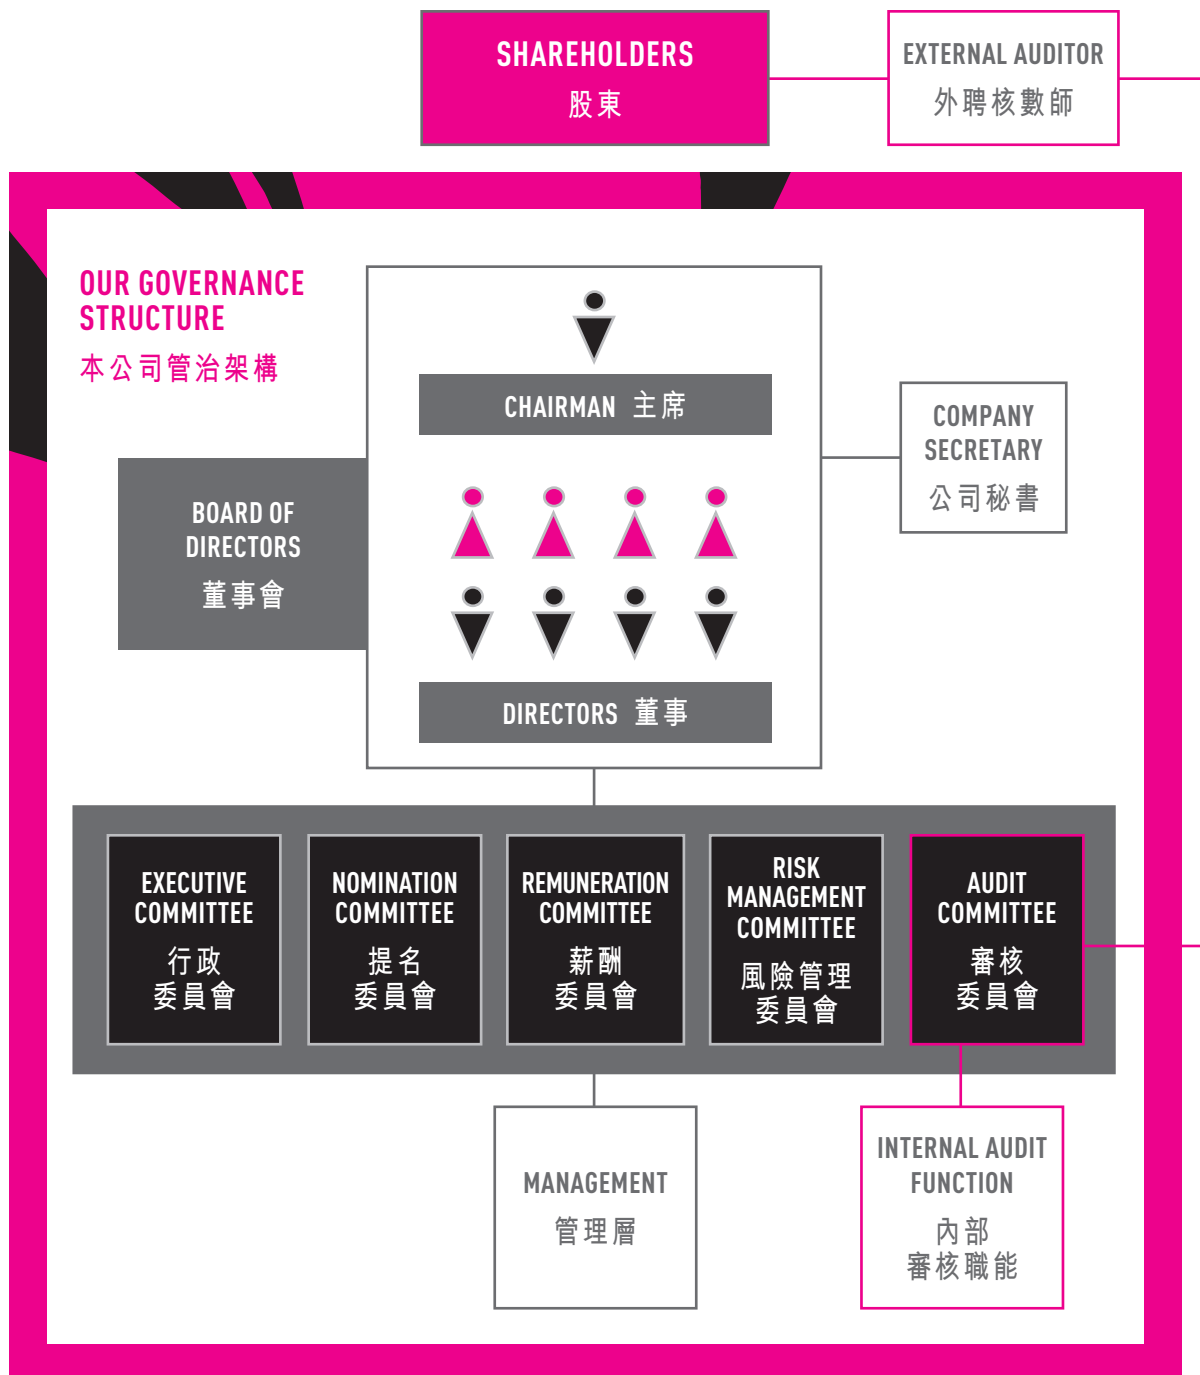 SHAREHOLDERS
股東
EXTERNAL AUDITOR
外聘核數師
OUR GOVERNANCE
STRUCTURE
本公司管治架構
CHAIRMAN 主席
COMPANY
SECRETARY
公司秘書
BOARD OF
DIRECTORS
董事會
DIRECTORS 董事
EXECUTIVE
COMMITTEE
行政
委員會
NOMINATION
COMMITTEE
提名
委員會
REMUNERATION
COMMITTEE
薪酬
委員會
RISK
MANAGEMENT
COMMITTEE
風險管理
委員會
AUDIT
COMMITTEE
審核
委員會
MANAGEMENT
管理層
INTERNAL AUDIT
FUNCTION
內部
審核職能